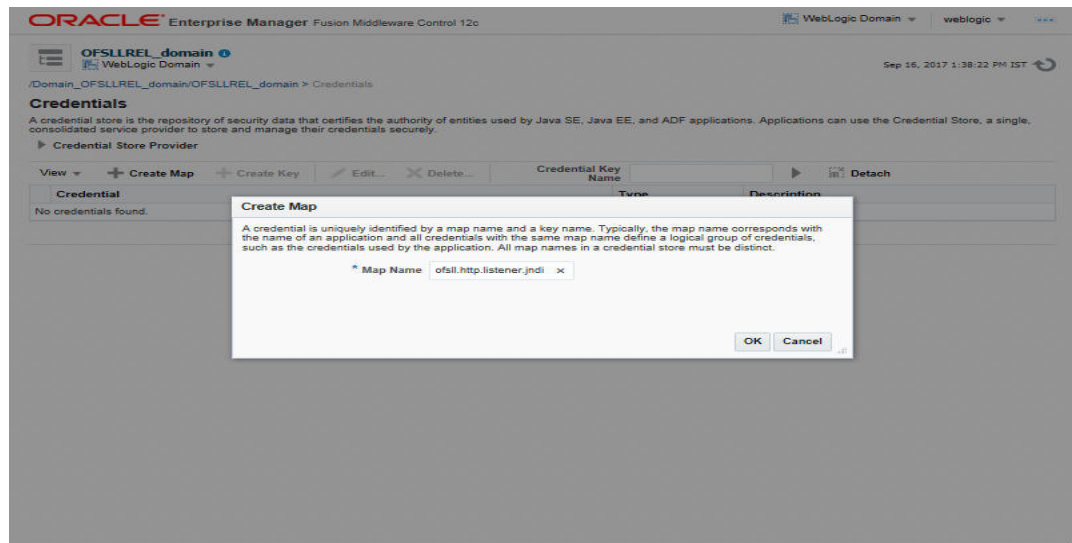 ORACLE Enterprise Manager Fusion Middleware Control 12c
WebLogic Domain
weblogic
OFSLLREL_domain
WebLogic Domain
Sep 16, 2017 1:38:22 PM IST
/Domain_OFSLLREL_domain/OFSLLREL_domain > Credentials
Credentials
A credential store is the repository of security data that certifies the authority of entities used by Java SE, Java EE, and ADF applications. Applications can use the Credential Store, a single,
consolidated service provider to store and manage their credentials securely.
Credential Store Provider
View Create Map Create Key Edit... Delete... Credential Key Name Detach
Credential Type Description
No credentials found.
Create Map
A credential is uniquely identified by a map name and a key name. Typically, the map name corresponds with
the name of an application and all credentials with the same map name define a logical group of credentials,
such as the credentials used by the application. All map names in a credential store must be distinct.
* Map Name ofsll.http.listener.jndi
OK Cancel